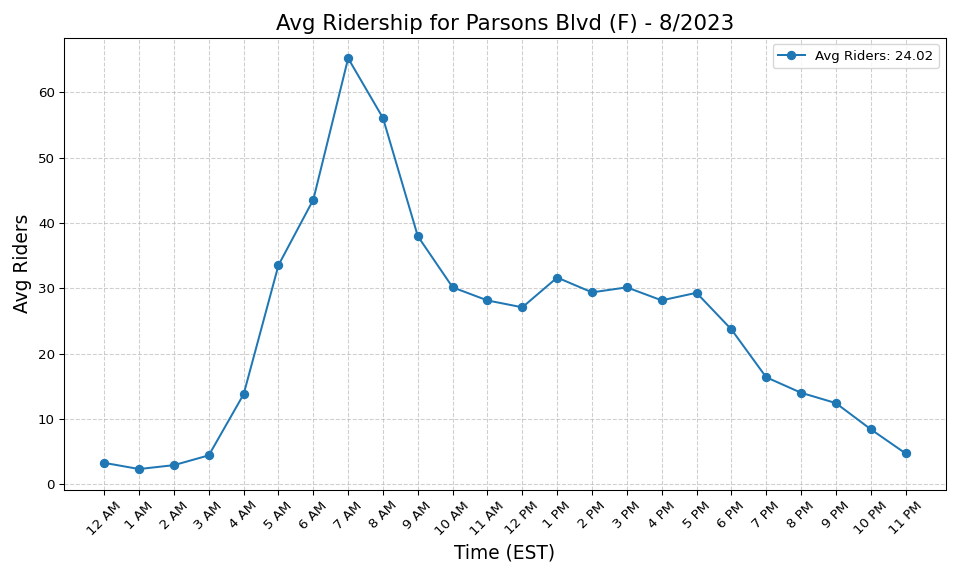 Avg Ridership for Parsons Blvd (F) - 8/2023
Avg Riders: 24.02
Avg Riders
60
50
40
30
20
10
0
12 AM
1 AM
2 AM
3 AM
4 AM
5 AM
6 AM
7 AM
8 AM
9 AM
10 AM
11 AM
12 PM
1 PM
2 PM
3 PM
4 PM
5 PM
6 PM
7 PM
8 PM
9 PM
10 PM
11 PM
Time (EST)